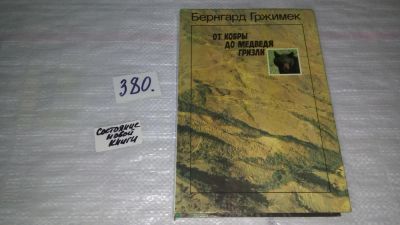 Бернгард Гржимек
ОТ КОБРЫ
ДО МЕДВЕДЯ
ГРИЗЛИ
380.
Состояние
новой
книги